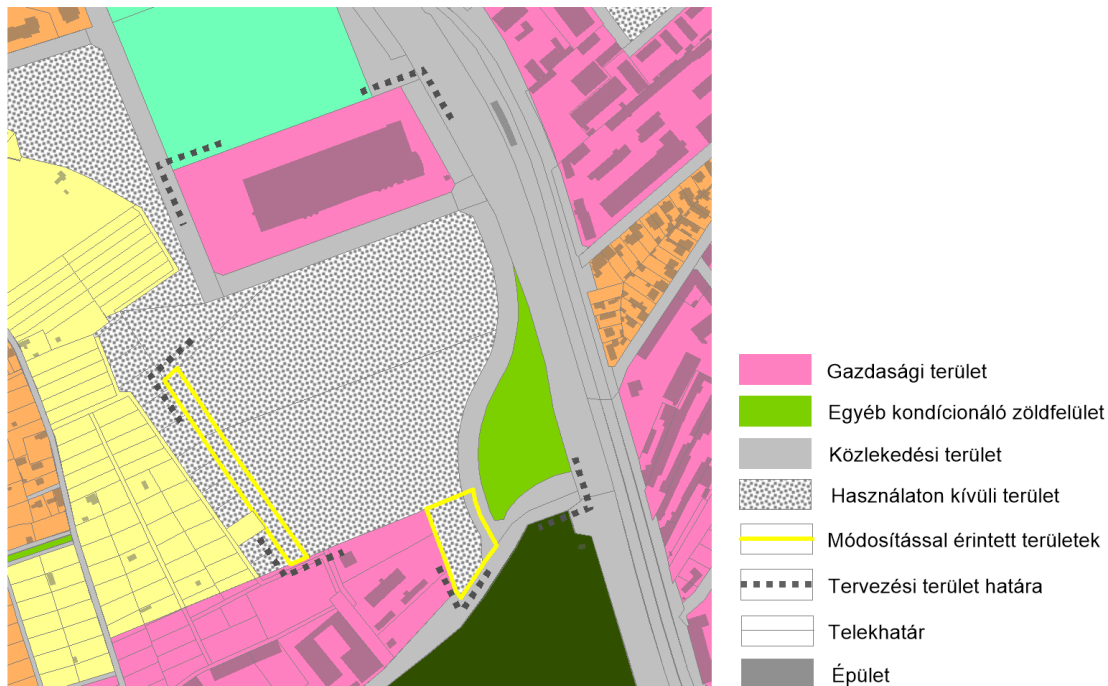 Gazdasági terület
Egyéb kondícionáló zöldfelület
Közlekedési terület
Használaton kívüli terület
Módosítással érintett területek
Tervezési terület határa
Telekhatár
Épület